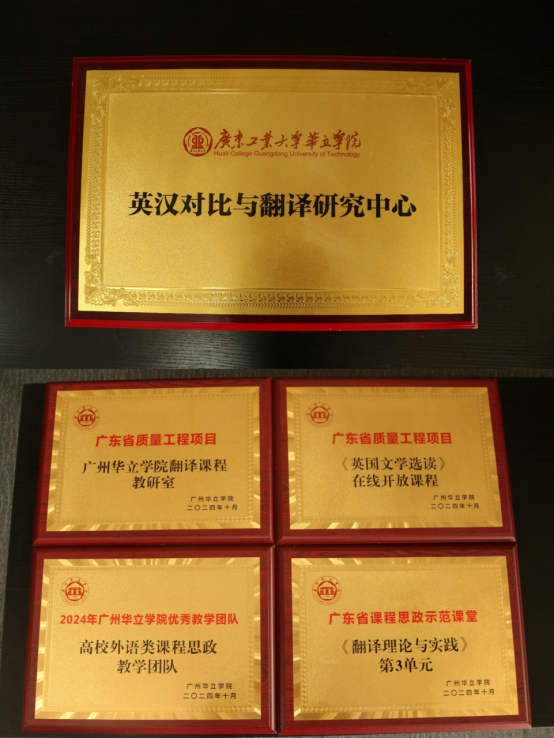 廣東工業大學華立學院
Huali College Guangdong University of Technology
英汉对比与翻译研究中心
广东省质量工程项目
广州华立学院翻译课程
教研室
广州华立学院
二〇二四年十月
广东省质量工程项目
《英国文学选读》
在线开放课程
广州华立学院
二〇二四年十月
2024年广州华立学院优秀教学团队
高校外语类课程思政
教学团队
广州华立学院
二〇二四年十月
广东省课程思政示范课堂
《翻译理论与实践》
第3单元
广州华立学院
二〇二四年十月